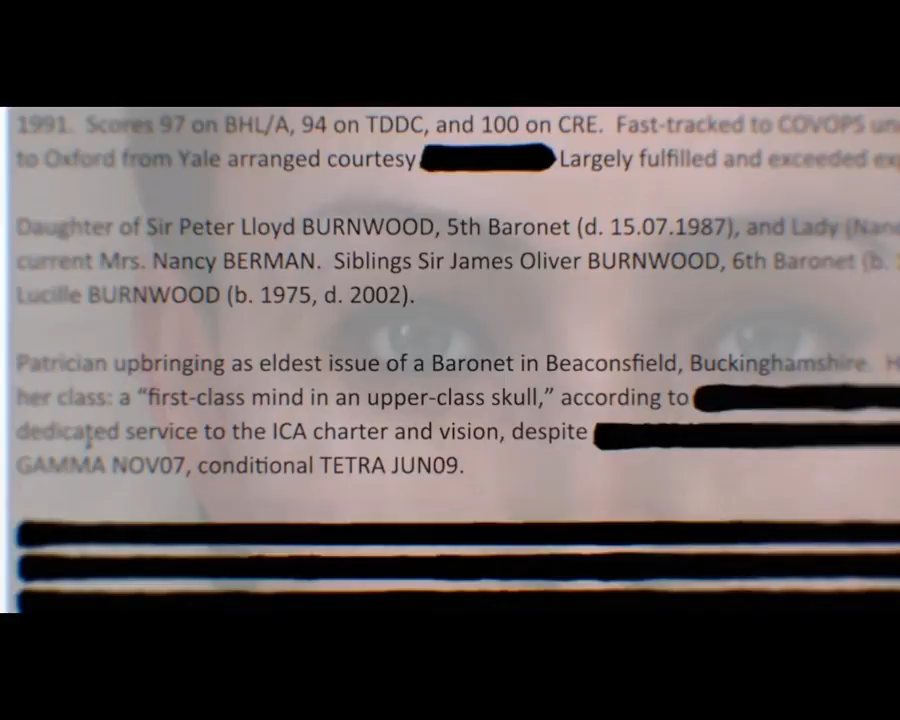 1991. Scores 97 on BHL/A, 94 on TDDC, and 100 on CRE. Fast-tracked to COVOPS
to Oxford from Yale arranged courtesy Largely fulfilled and exceeded
Daughter of Sir Peter Lloyd BURNWOOD, 5th Baronet (d. 15.07.1987), and Lady
current Mrs. Nancy BERMAN. Siblings Sir James Oliver BURNWOOD, 6th Baronet (b.
Lucille BURNWOOD (b. 1975, d. 2002).
Patrician upbringing as eldest issue of a Baronet in Beaconsfield, Buckinghamshire.
her class: a “first-class mind in an upper-class skull,” according to
dedicated service to the ICA charter and vision, despite
GAMMA NOV07, conditional TETRA JUN09.